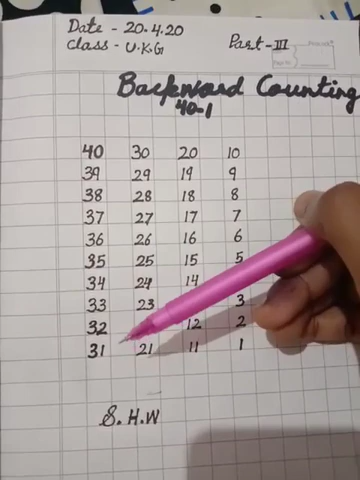 Date - 20.4.20
Class - U.K.G
Part - III
Backward Counting
40-1
40 30 20 10
39 29 19 9
38 28 18 8
37 27 17 7
36 26 16 6
35 25 15 5
34 24 14
33 23 3
32 12 2
31 21 11 1
S.H.W